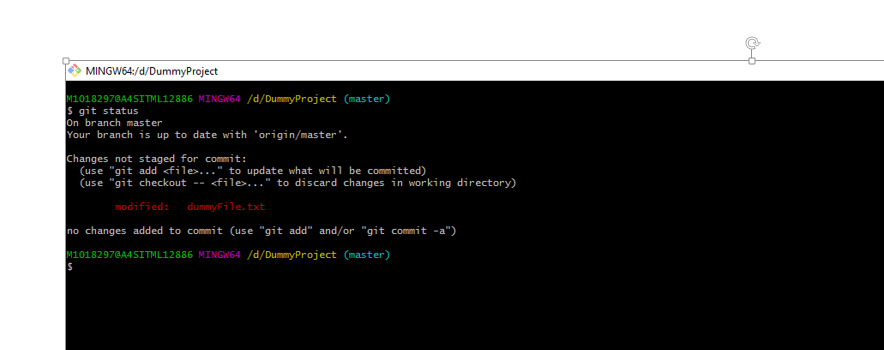 MINGW64:/d/DummyProject
M10182970A4SITML12886 MINGW64 /d/DummyProject (master)
$ git status
On branch master
Your branch is up to date with 'origin/master'.
Changes not staged for commit:
(use "git add <file>..." to update what will be committed)
(use "git checkout -- <file>..." to discard changes in working directory)
modified: dummyFile.txt
no changes added to commit (use "git add" and/or "git commit -a")
M10182970A4SITML12886 MINGW64 /d/DummyProject (master)
$